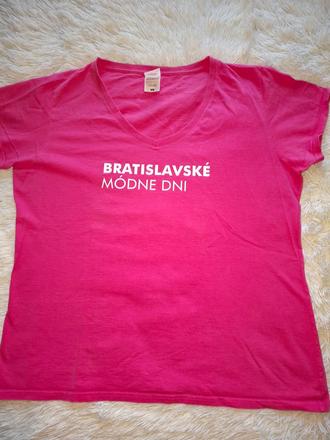 BRATISLAVSKÉ
MÓDNE DNI